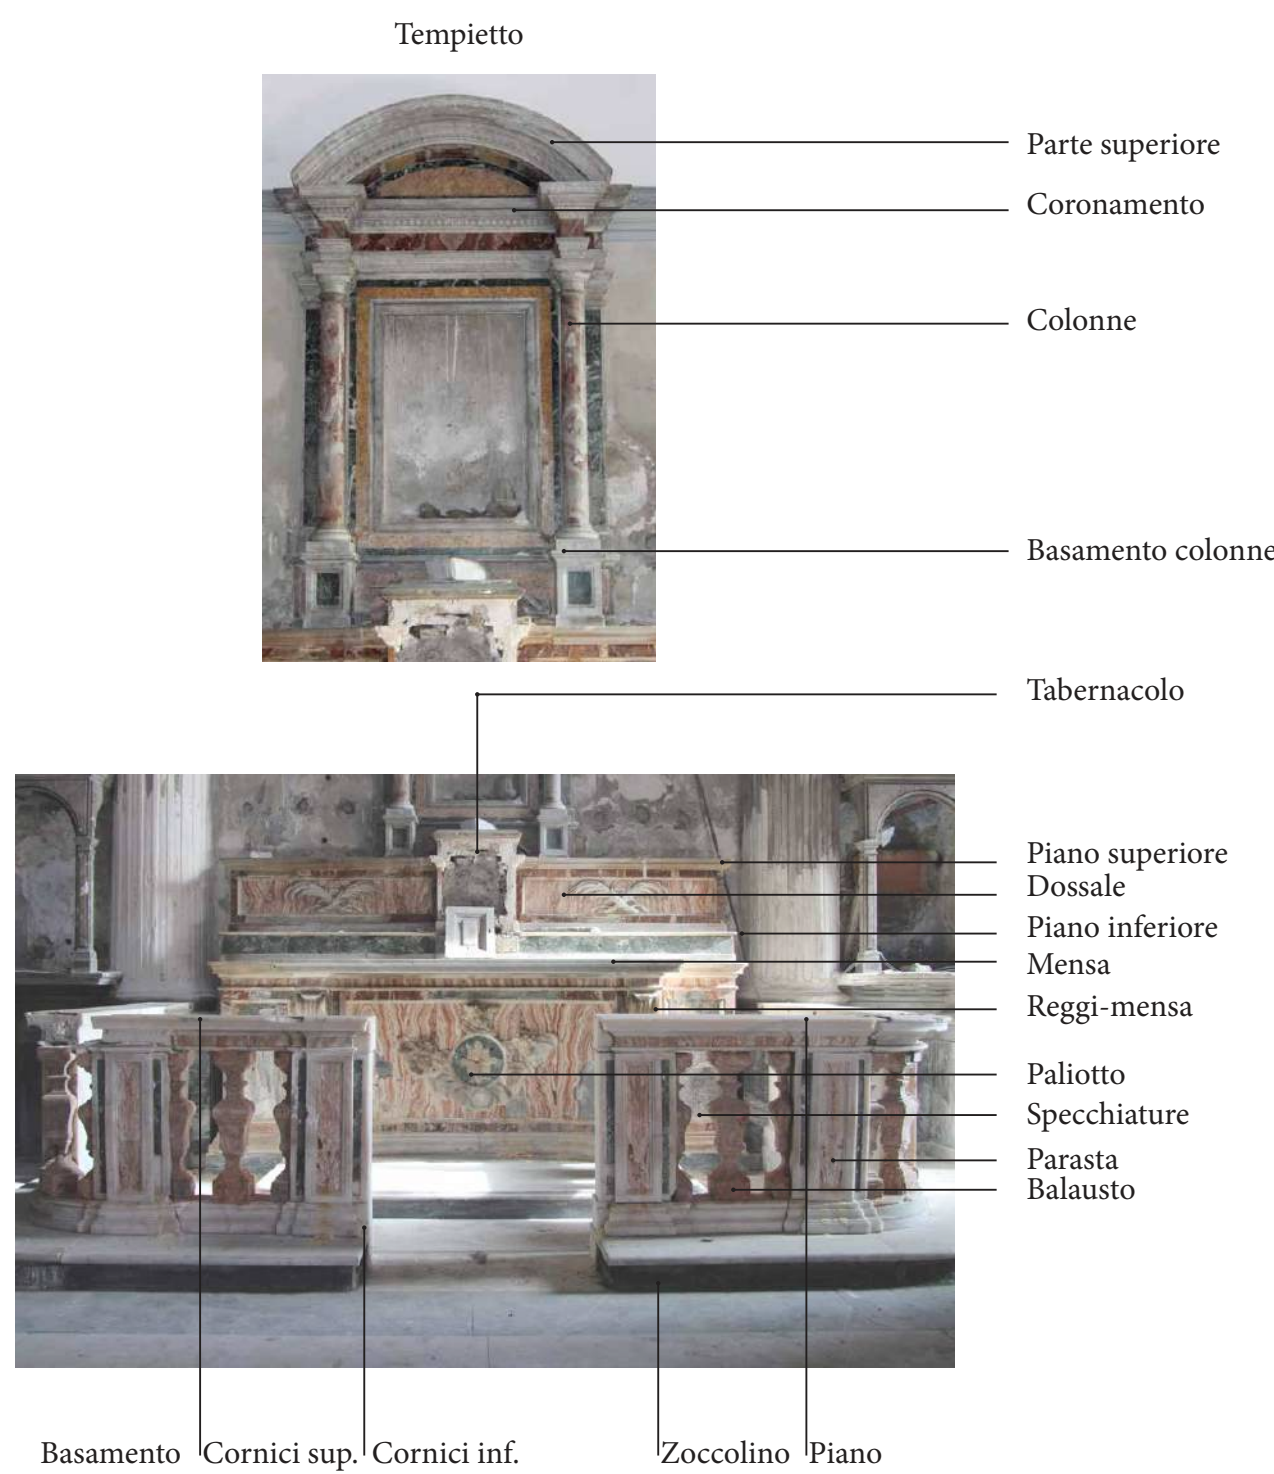 Tempietto
Parte superiore
Coronamento
Colonne
Basamento colonne
Tabernacolo
Piano superiore
Dossale
Piano inferiore
Mensa
Reggi-mensa
Paliotto
Specchiature
Parasta
Balausto
Basamento Cornici sup. Cornici inf. Zoccolino Piano